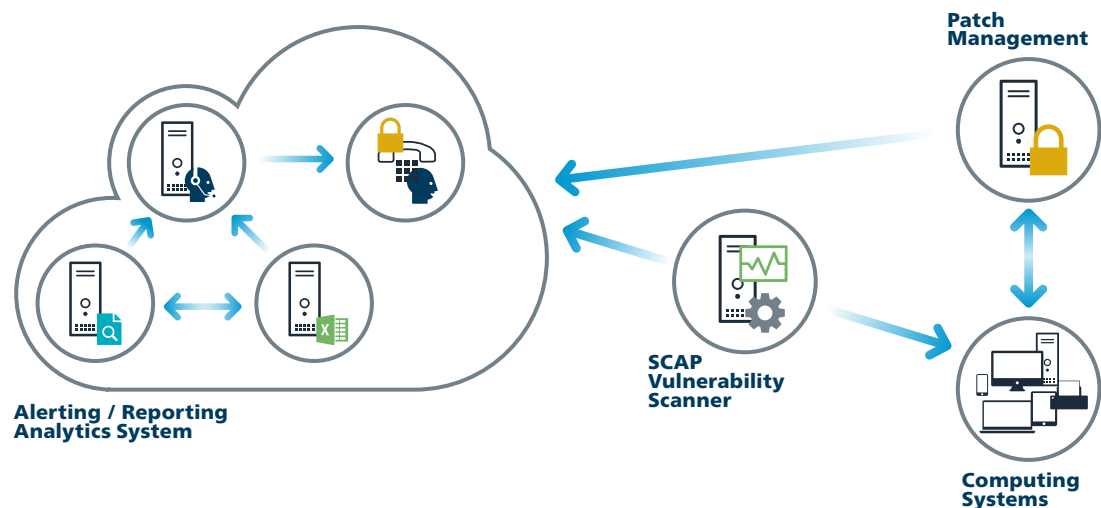 Patch
Management
X
SCAP
Vulnerability
Scanner
Alerting / Reporting
Analytics System
Computing
Systems